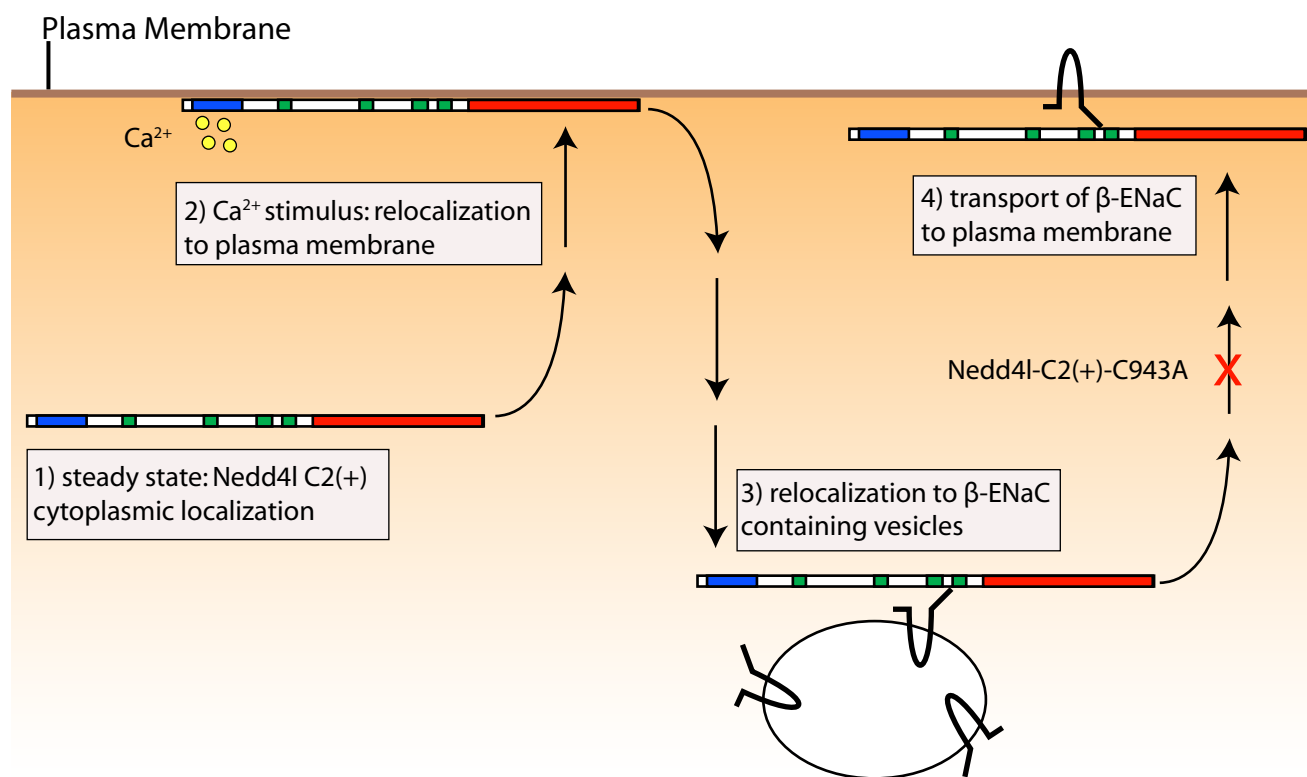 Plasma Membrane
Ca²⁺
2) Ca²⁺ stimulus: relocalization
to plasma membrane
4) transport of β-ENaC
to plasma membrane
Nedd4l-C2(+)-C943A
X
1) steady state: Nedd4l C2(+)
cytoplasmic localization
3) relocalization to β-ENaC
containing vesicles